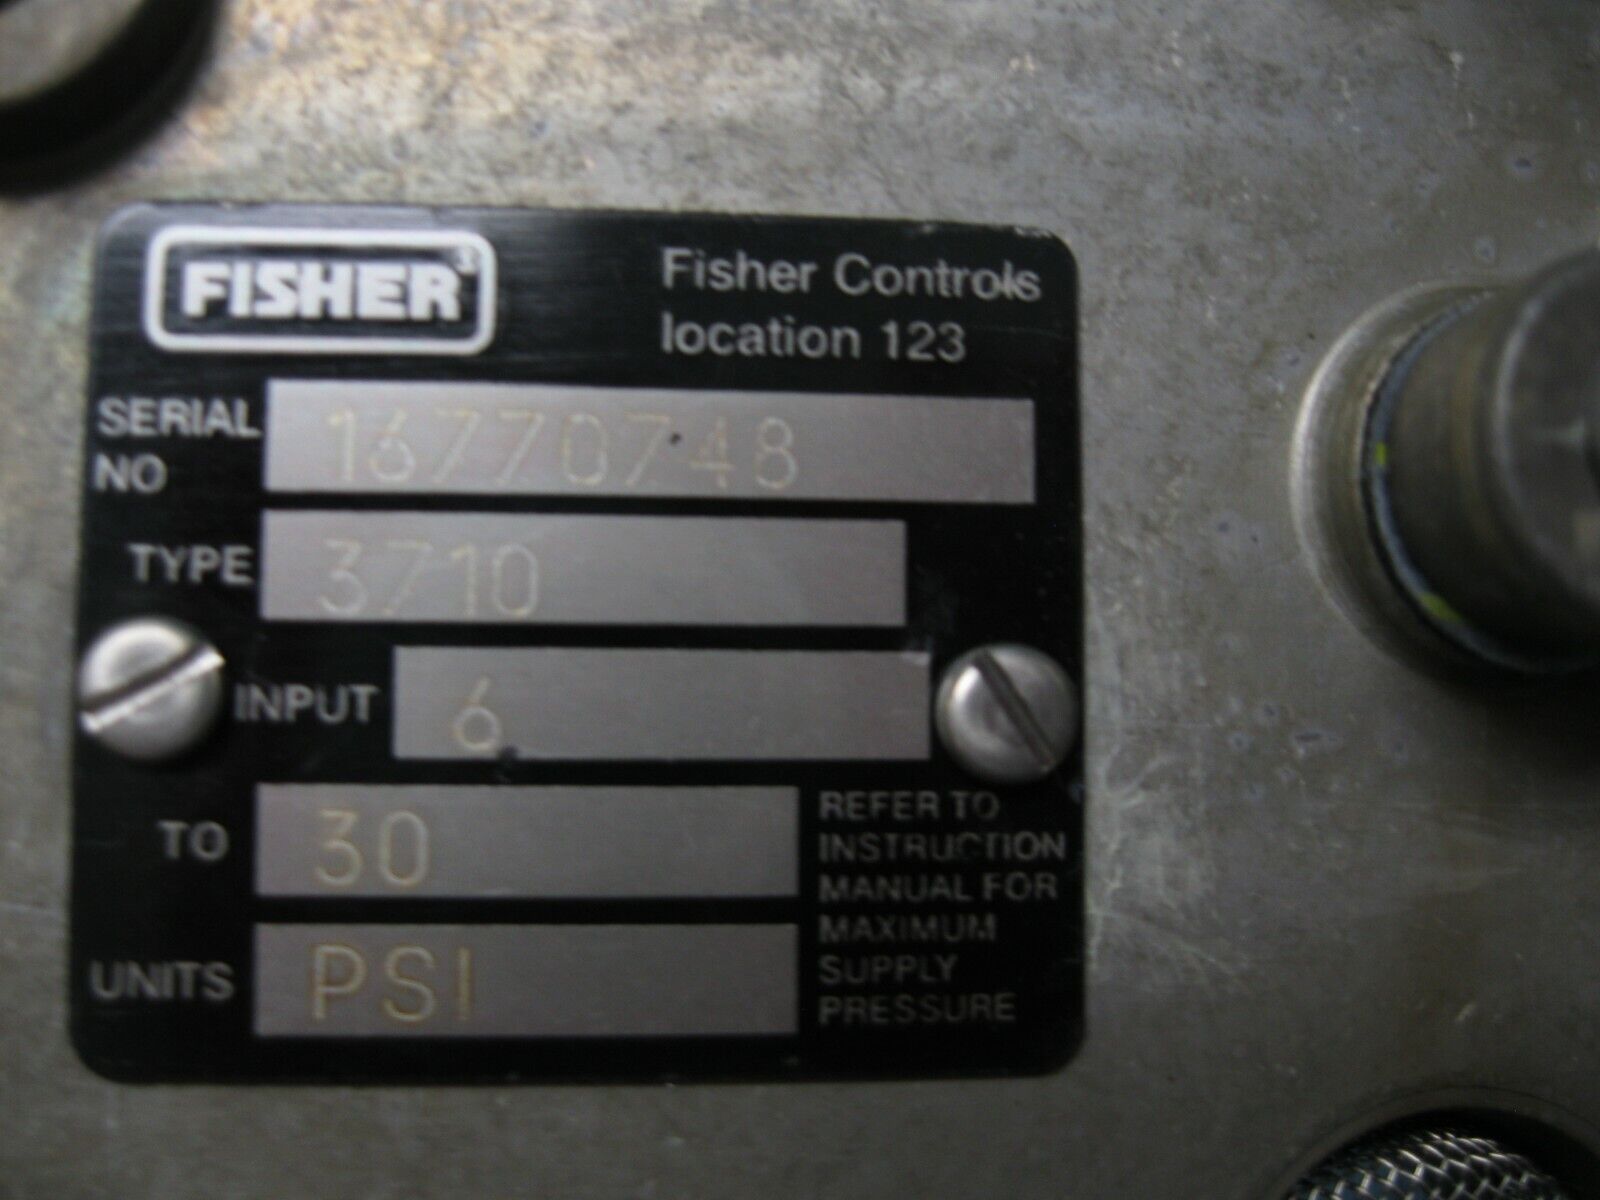 FISHER
Fisher Controls
location 123
SERIAL NO 16770748
TYPE 3710
INPUT 6
TO 30
UNITS PSI
REFER TO
INSTRUCTION
MANUAL FOR
MAXIMUM
SUPPLY
PRESSURE